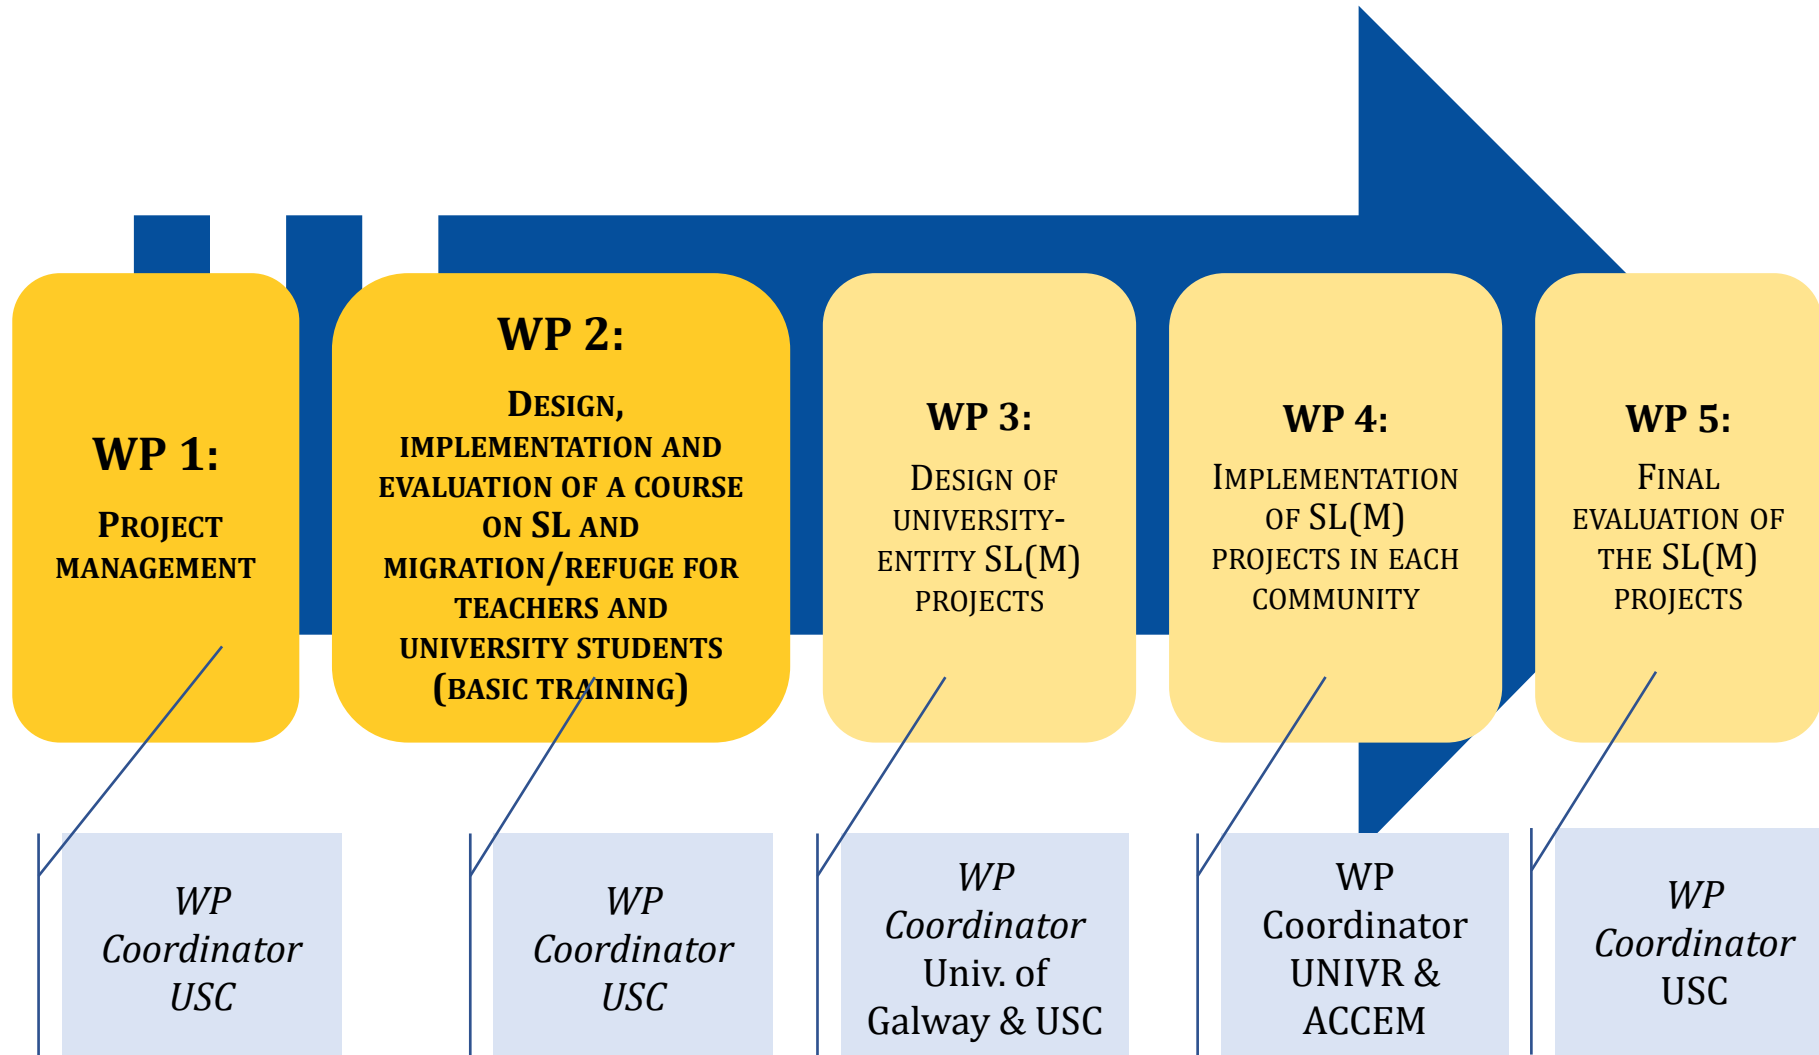 WP 1:
PROJECT
MANAGEMENT
WP 2:
DESIGN,
IMPLEMENTATION AND
EVALUATION OF A COURSE
ON SL AND
MIGRATION/REFUGE FOR
TEACHERS AND
UNIVERSITY STUDENTS
(BASIC TRAINING)
WP 3:
DESIGN OF
UNIVERSITY-
ENTITY SL(M)
PROJECTS
WP 4:
IMPLEMENTATION
OF SL(M)
PROJECTS IN EACH
COMMUNITY
WP 5:
FINAL
EVALUATION OF
THE SL(M)
PROJECTS
WP
Coordinator
USC
WP
Coordinator
USC
WP
Coordinator
Univ. of
Galway & USC
WP
Coordinator
UNIVR &
ACCEM
WP
Coordinator
USC